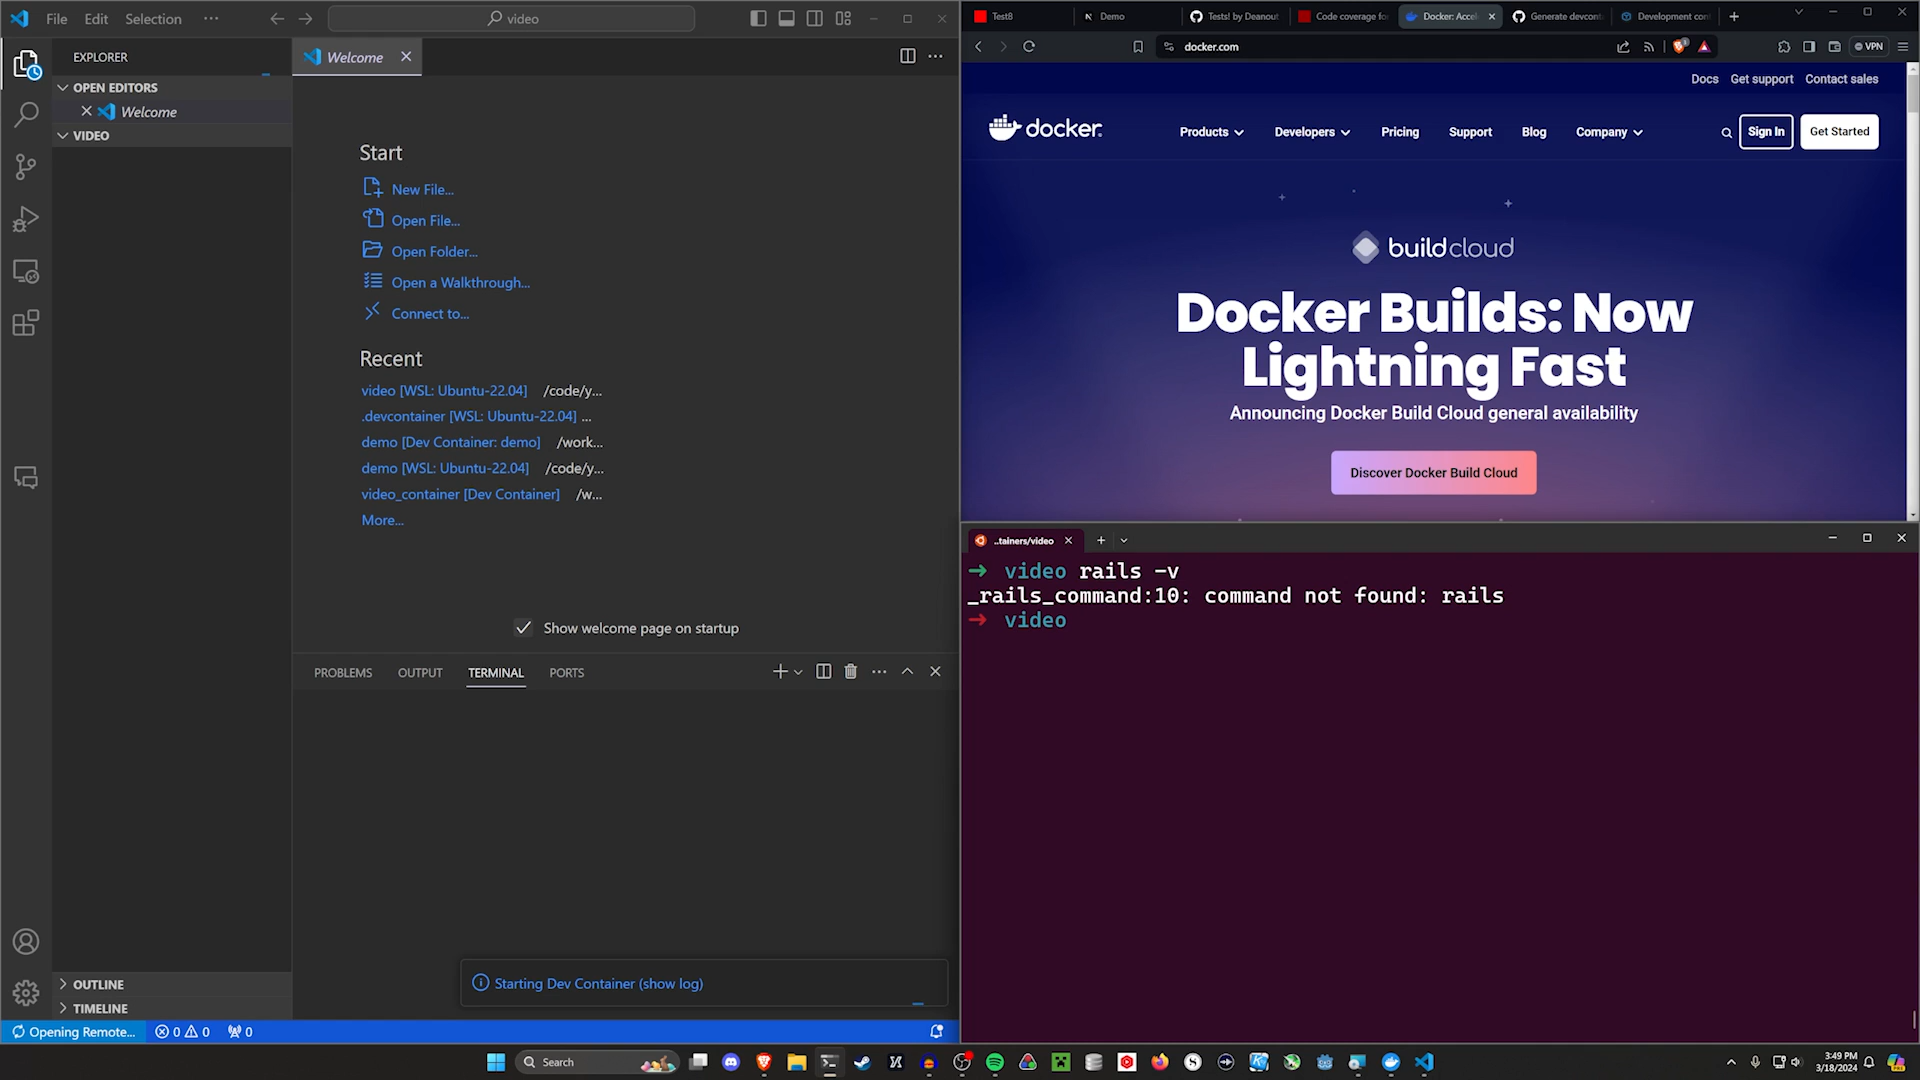 File Edit Selection ··· video
EXPLORER
OPEN EDITORS
Welcome
VIDEO
OUTLINE
TIMELINE
Welcome
Start
New File...
Open File...
Open Folder...
Open a Walkthrough...
Connect to...
Recent
video [WSL: Ubuntu-22.04] /code/y...
.devcontainer [WSL: Ubuntu-22.04] ...
demo [Dev Container: demo] /work...
demo [WSL: Ubuntu-22.04] /code/y...
video_container [Dev Container] /w...
More...
Show welcome page on startup
PROBLEMS OUTPUT TERMINAL PORTS
Starting Dev Container (show log)
Opening Remote... 0 0 0
Test8 Demo Tests! by Deanout Code coverage fo Docker: Accel Generate devcont Development con
docker.com VPN
Docs Get support Contact sales
docker. Products Developers Pricing Support Blog Company Sign In Get Started
buildcloud
Docker Builds: Now
Lightning Fast
Announcing Docker Build Cloud general availability
Discover Docker Build Cloud
..tainers/video
→ video rails -v
_rails_command:10: command not found: rails
→ video
Search
3:49 PM
3/18/2024